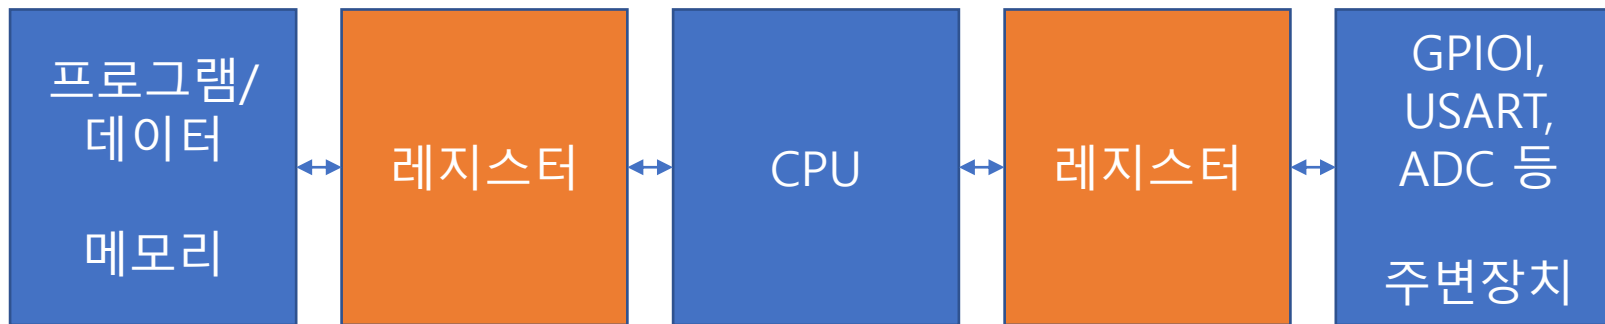 프로그램/
데이터
메모리
레지스터
CPU
레지스터
GPIOI,
USART,
ADC 등
주변장치